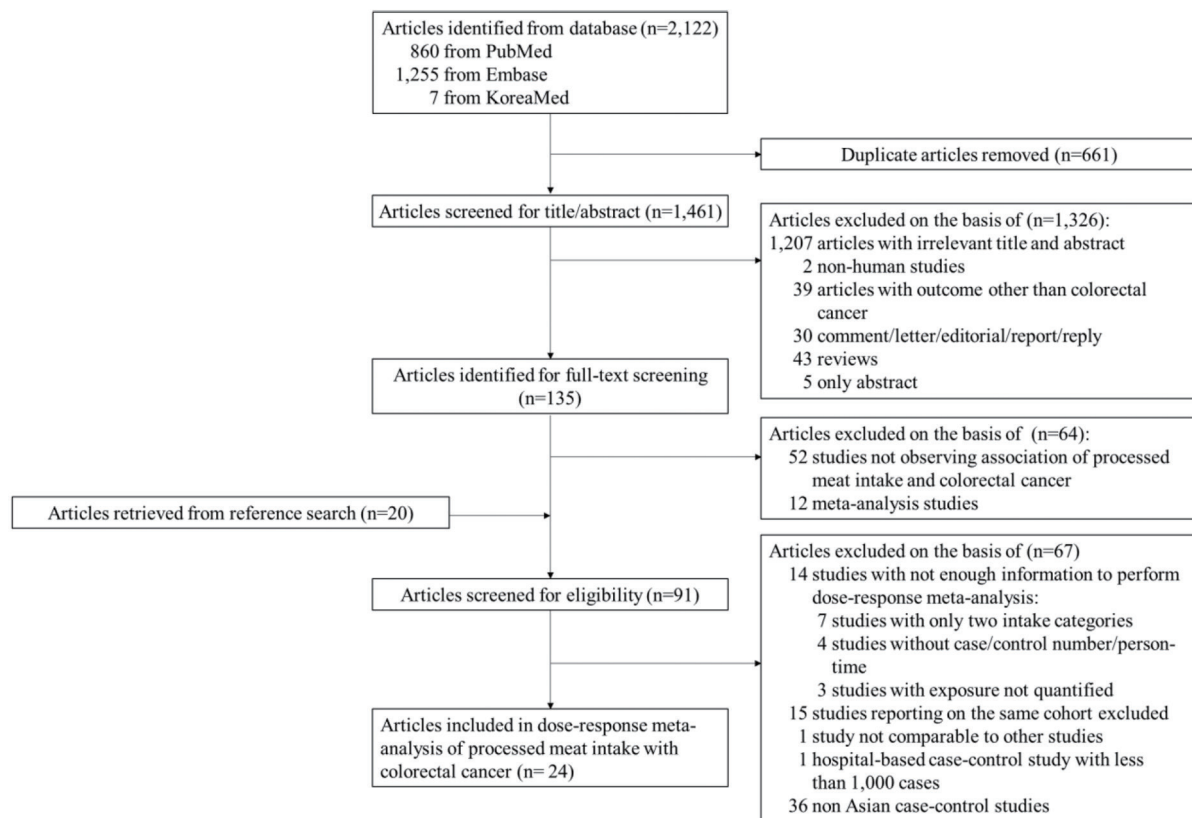 Articles identified from database (n=2,122)
860 from PubMed
1,255 from Embase
7 from KoreaMed
Duplicate articles removed (n=661)
Articles screened for title/abstract (n=1,461)
Articles excluded on the basis of (n=1,326):
1,207 articles with irrelevant title and abstract
2 non-human studies
39 articles with outcome other than colorectal
cancer
30 comment/letter/editorial/report/reply
43 reviews
5 only abstract
Articles identified for full-text screening
(n=135)
Articles excluded on the basis of (n=64):
52 studies not observing association of processed
meat intake and colorectal cancer
12 meta-analysis studies
Articles retrieved from reference search (n=20)
Articles screened for eligibility (n=91)
Articles excluded on the basis of (n=67)
14 studies with not enough information to perform
dose-response meta-analysis:
7 studies with only two intake categories
4 studies without case/control number/person-
time
3 studies with exposure not quantified
15 studies reporting on the same cohort excluded
1 study not comparable to other studies
1 hospital-based case-control study with less
than 1,000 cases
36 non Asian case-control studies
Articles included in dose-response meta-
analysis of processed meat intake with
colorectal cancer (n= 24)